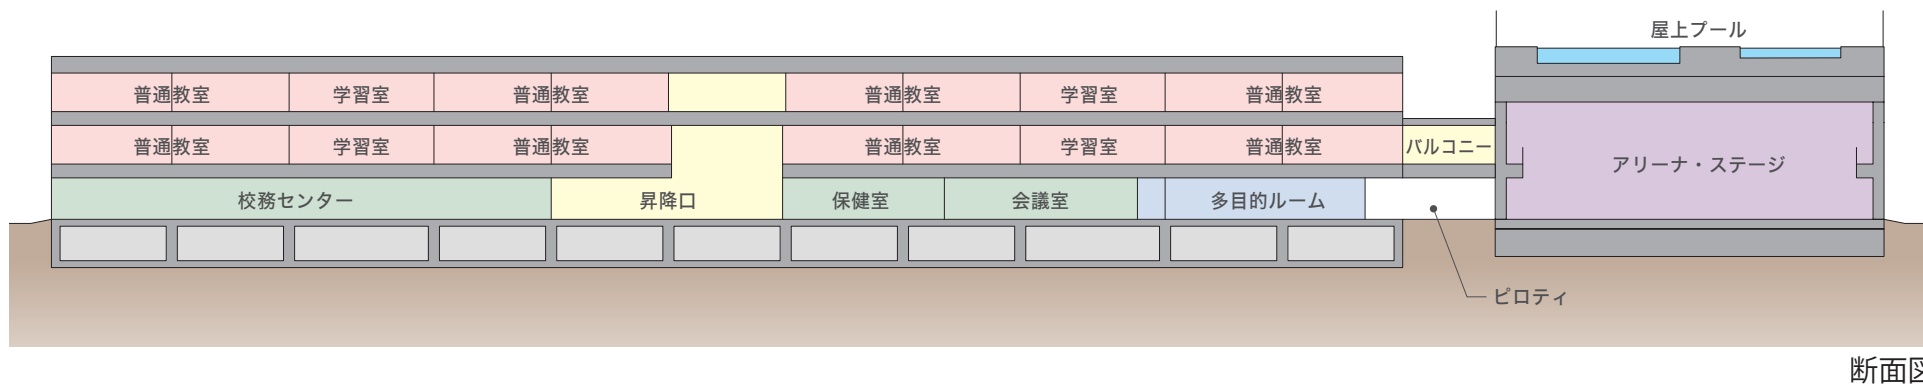 屋上プール
普通教室 学習室 普通教室 普通教室 学習室 普通教室
普通教室 学習室 普通教室 普通教室 学習室 普通教室 バルコニー
アリーナ・ステージ
校務センター 昇降口 保健室 会議室 多目的ルーム
ピロティ
断面図